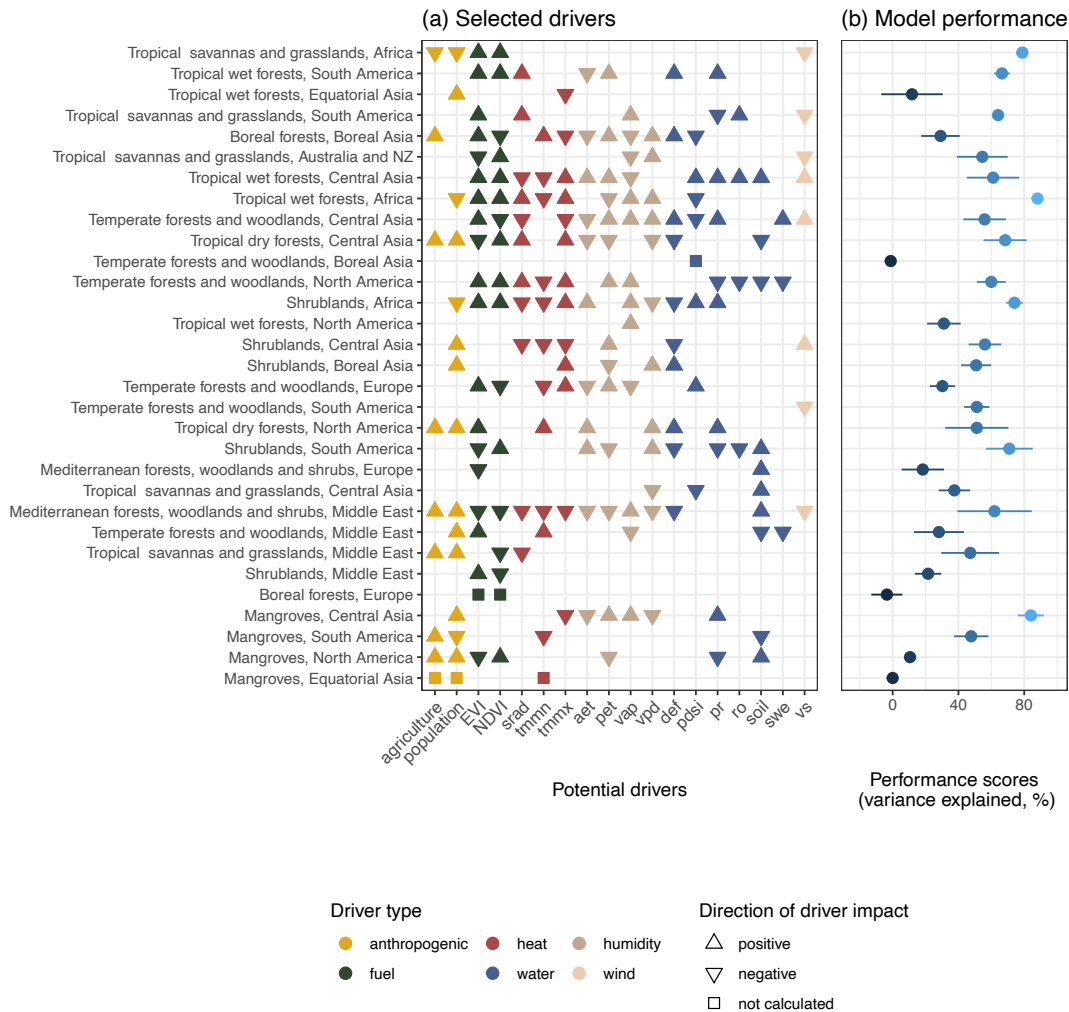 (a) Selected drivers
(b) Model performance
Tropical  savannas and grasslands, Africa
Tropical wet forests, South America
Tropical wet forests, Equatorial Asia
Tropical  savannas and grasslands, South America
Boreal forests, Boreal Asia
Tropical  savannas and grasslands, Australia and NZ
Tropical wet forests, Central Asia
Tropical wet forests, Africa
Temperate forests and woodlands, Central Asia
Tropical dry forests, Central Asia
Temperate forests and woodlands, Boreal Asia
Temperate forests and woodlands, North America
Shrublands, Africa
Tropical wet forests, North America
Shrublands, Central Asia
Shrublands, Boreal Asia
Temperate forests and woodlands, Europe
Temperate forests and woodlands, South America
Tropical dry forests, North America
Shrublands, South America
Mediterranean forests, woodlands and shrubs, Europe
Tropical  savannas and grasslands, Central Asia
Mediterranean forests, woodlands and shrubs, Middle East
Temperate forests and woodlands, Middle East
Tropical  savannas and grasslands, Middle East
Shrublands, Middle East
Boreal forests, Europe
Mangroves, Central Asia
Mangroves, South America
Mangroves, North America
Mangroves, Equatorial Asia
agriculture
population
EVI
NDVI
srad
tmmn
tmmx
aet
pet
vap
vpd
def
pdsi
pr
ro
soil
swe
vs
0
40
80
Potential drivers
Performance scores
(variance explained, %)
Driver type
anthropogenic
heat
humidity
fuel
water
wind
Direction of driver impact
positive
negative
not calculated